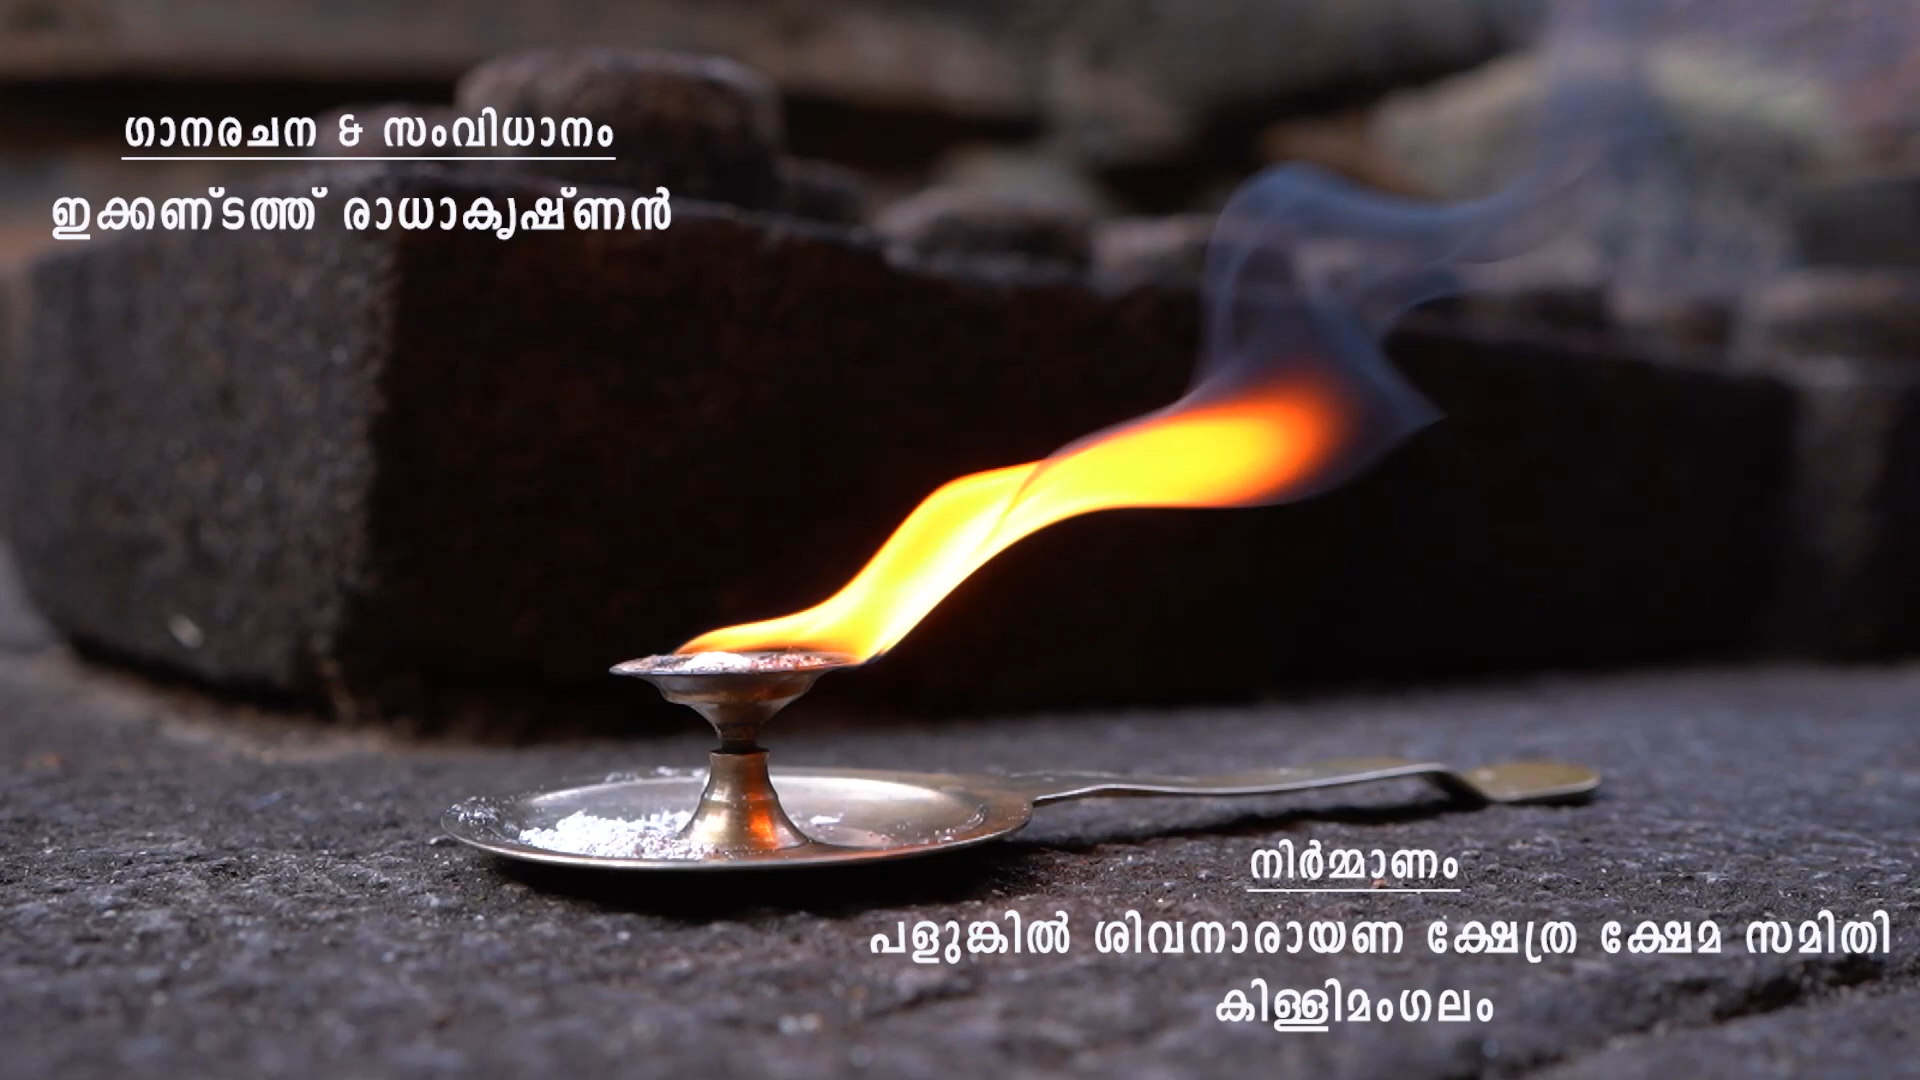 ഗാനരചന & സംവിധാനം
ഇക്കണ്ടത്ത് രാധാകൃഷ്ണൻ
നിർമ്മാണം
പളുങ്കിൽ ശിവനാരായണ ക്ഷേത്ര ക്ഷേമ സമിതി
കിള്ളിമംഗലം